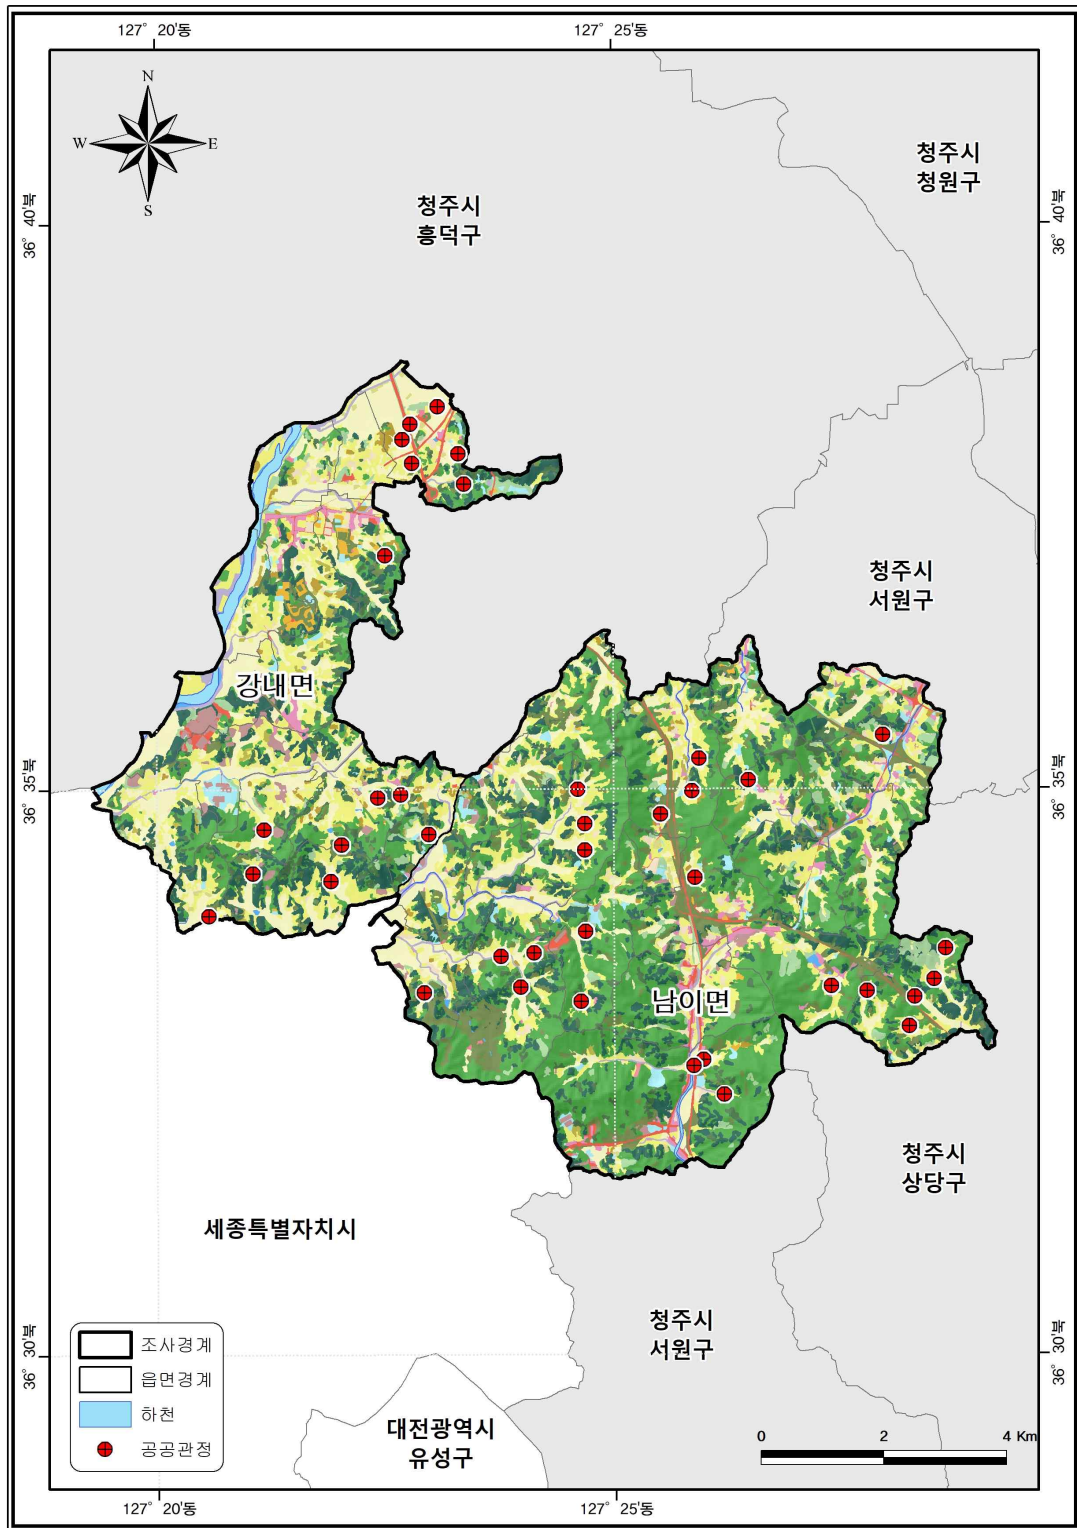 127° 20'동
127° 25'동
N
W
E
S
36° 40'북
36° 40'북
청주시
청원구
청주시
흥덕구
청주시
서원구
강내면
36° 35'북
36° 35'북
남이면
청주시
상당구
세종특별자치시
청주시
서원구
36° 30'북
36° 30'북
조사경계
읍면경계
하천
공공관정
대전광역시
유성구
0 2 4 Km
127° 20'동
127° 25'동